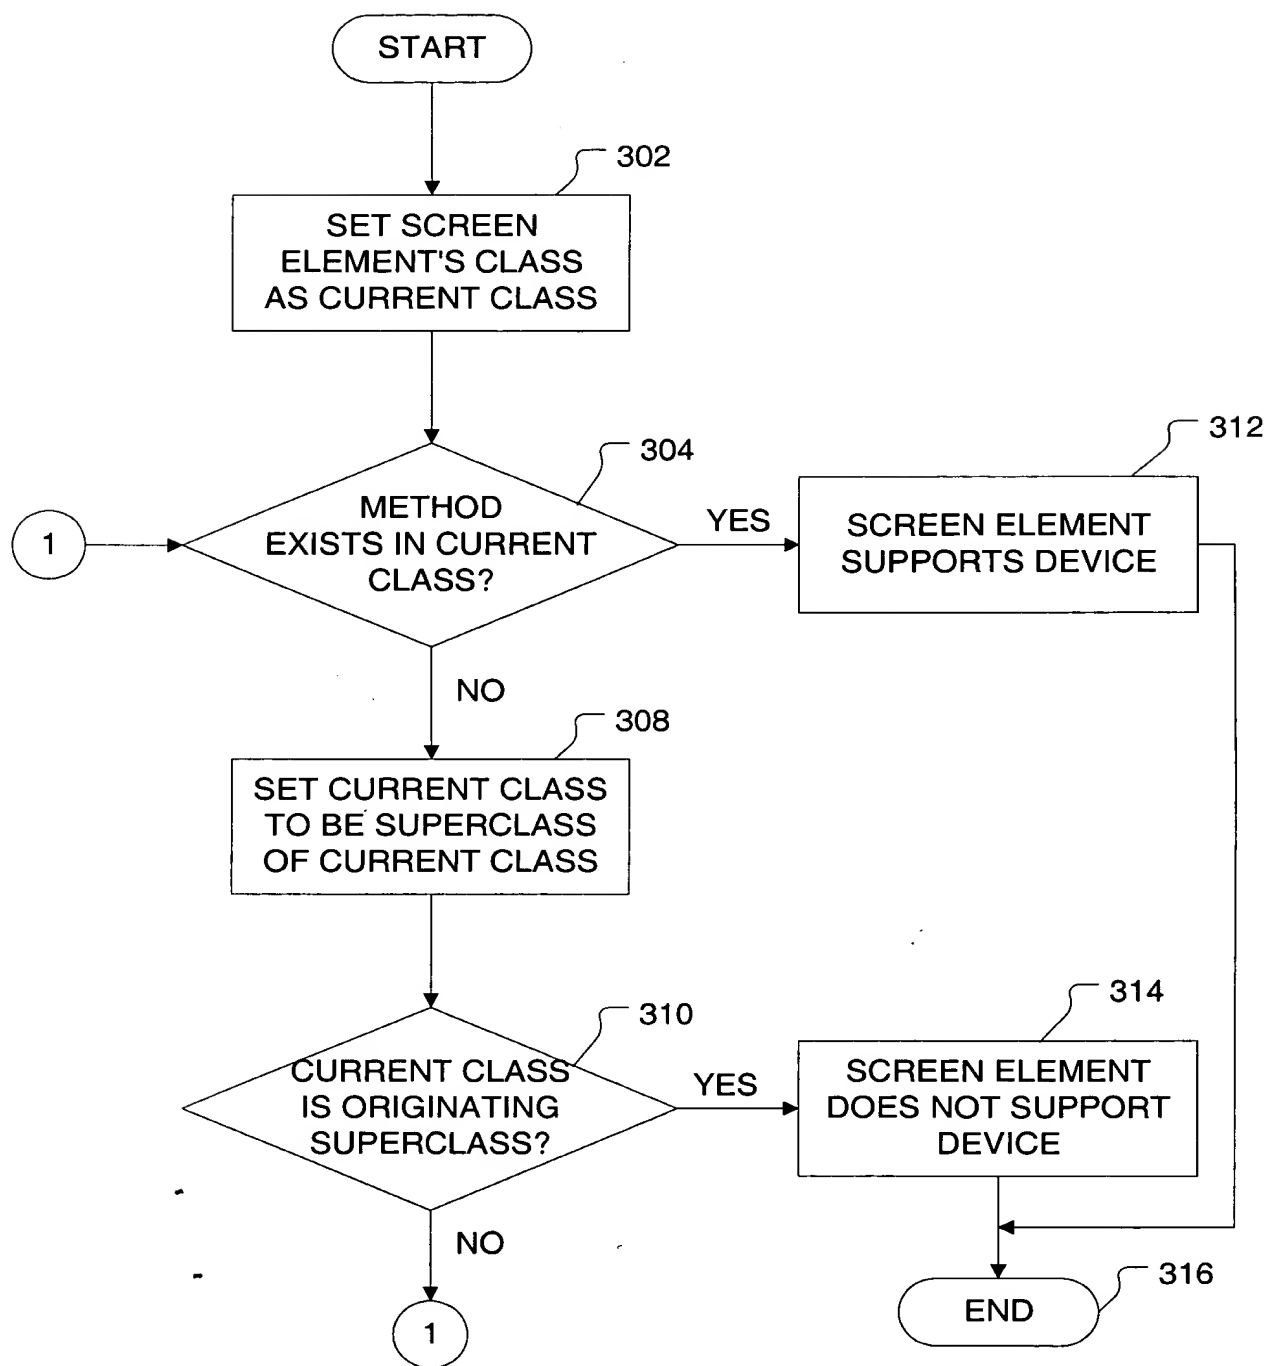 START
302
SET SCREEN
ELEMENT'S CLASS
AS CURRENT CLASS
304
METHOD
EXISTS IN CURRENT
CLASS?
1
YES
312
SCREEN ELEMENT
SUPPORTS DEVICE
NO
308
SET CURRENT CLASS
TO BE SUPERCLASS
OF CURRENT CLASS
310
CURRENT CLASS
IS ORIGINATING
SUPERCLASS?
YES
314
SCREEN ELEMENT
DOES NOT SUPPORT
DEVICE
NO
1
316
END